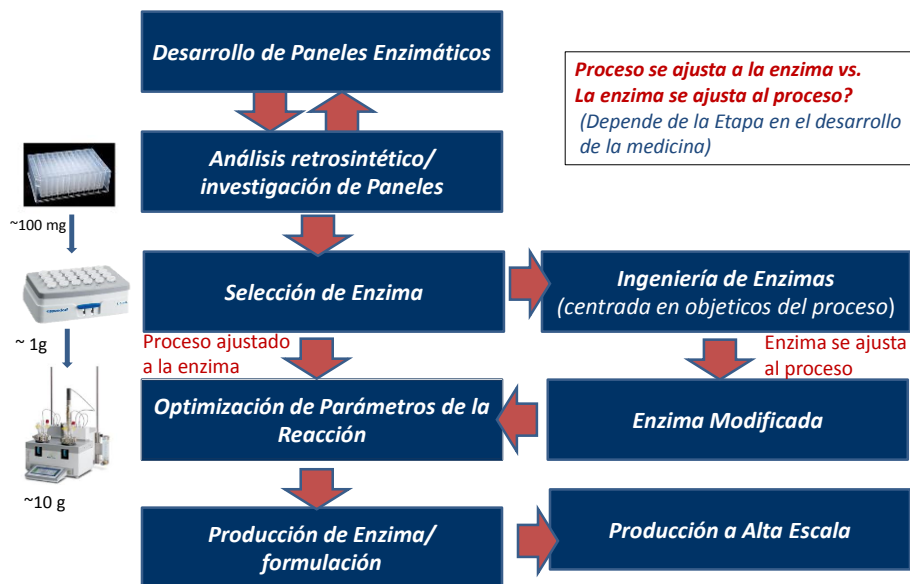 Desarrollo de Paneles Enzimáticos
Proceso se ajusta a la enzima vs.
La enzima se ajusta al proceso?
(Depende de la Etapa en el desarrollo
de la medicina)
Análisis retrosintético/
investigación de Paneles
~100 mg
Selección de Enzima
Ingeniería de Enzimas
(centrada en objeticos del proceso)
~ 1g
Proceso ajustado
a la enzima
Enzima se ajusta
al proceso
Optimización de Parámetros de la
Reacción
Enzima Modificada
~10 g
Producción de Enzima/
formulación
Producción a Alta Escala